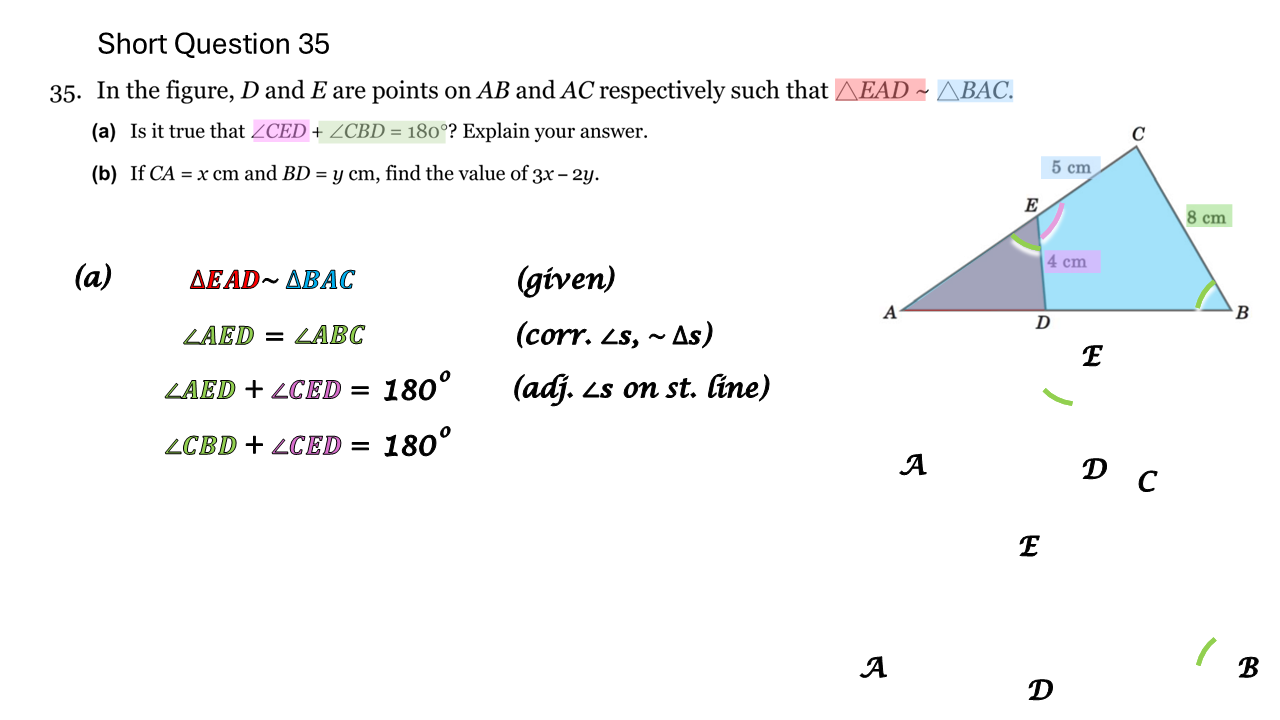 Short Question 35
35. In the figure, D and E are points on AB and AC respectively such that △EAD ~ △BAC.
(a) Is it true that ∠CED + ∠CBD = 180°? Explain your answer.
(b) If CA = x cm and BD = y cm, find the value of 3x – 2y.
C
5 cm
E
8 cm
4 cm
A
D
B
(a) ΔEAD ~ ΔBAC (given)
∠AED = ∠ABC (corr. ∠s, ~ Δs)
∠AED + ∠CED = 180° (adj. ∠s on st. line)
∠CBD + ∠CED = 180°
E
A D C
E
A B
D